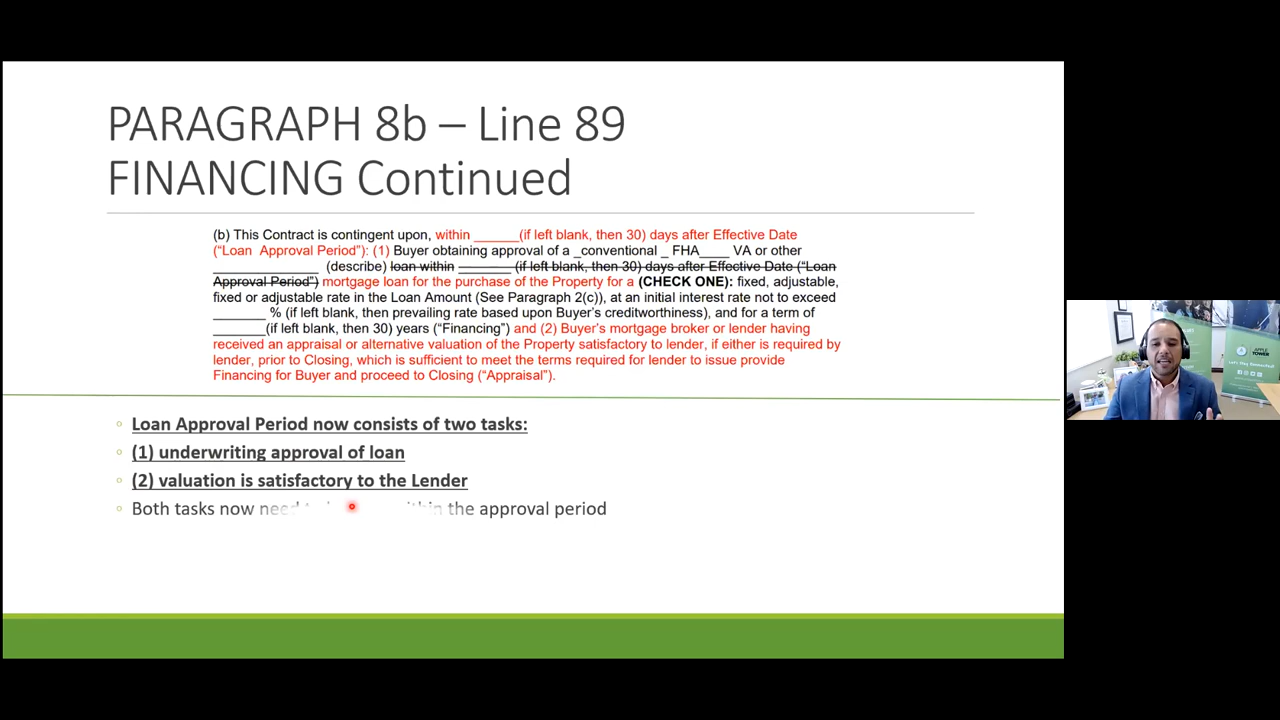 PARAGRAPH 8b – Line 89
FINANCING Continued
(b) This Contract is contingent upon, within ______(if left blank, then 30) days after Effective Date
("Loan Approval Period"): (1) Buyer obtaining approval of a _conventional _ FHA____ VA or other
______________ (describe) loan within ________ (if left blank, then 30) days after Effective Date ("Loan
Approval Period") mortgage loan for the purchase of the Property for a (CHECK ONE): fixed, adjustable,
fixed or adjustable rate in the Loan Amount (See Paragraph 2(c)), at an initial interest rate not to exceed
_______ % (if left blank, then prevailing rate based upon Buyer's creditworthiness), and for a term of
_______(if left blank, then 30) years ("Financing") and (2) Buyer's mortgage broker or lender having
received an appraisal or alternative valuation of the Property satisfactory to lender, if either is required by
lender, prior to Closing, which is sufficient to meet the terms required for lender to issue provide
Financing for Buyer and proceed to Closing ("Appraisal").
Loan Approval Period now consists of two tasks:
(1) underwriting approval of loan
(2) valuation is satisfactory to the Lender
Both tasks now need within the approval period
APPLE
TOWER